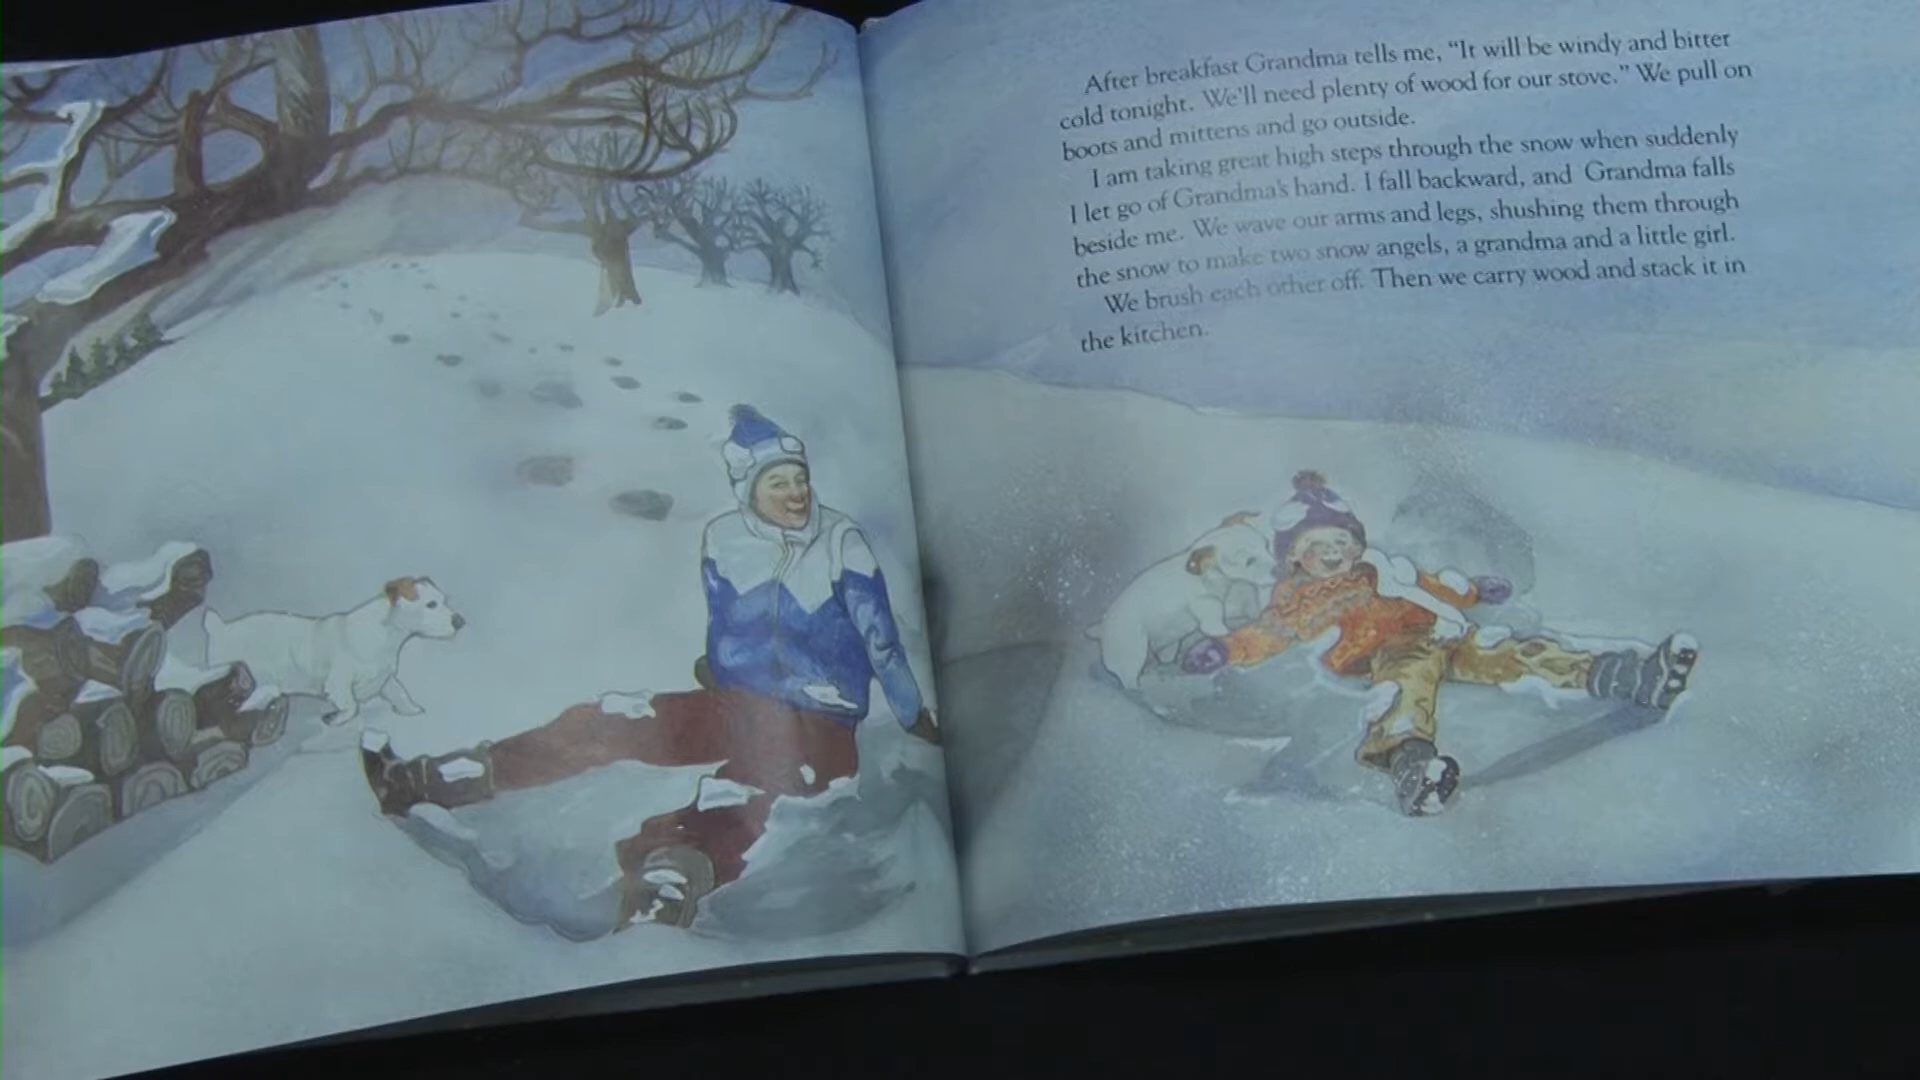 After breakfast Grandma tells me, “It will be windy and bitter
cold tonight. We'll need plenty of wood for our stove.” We pull on
boots and mittens and go outside.
I am taking great high steps through the snow when suddenly
I let go of Grandma's hand. I fall backward, and Grandma falls
beside me. We wave our arms and legs, shushing them through
the snow to make two snow angels, a grandma and a little girl.
We brush each other off. Then we carry wood and stack it in
the kitchen.